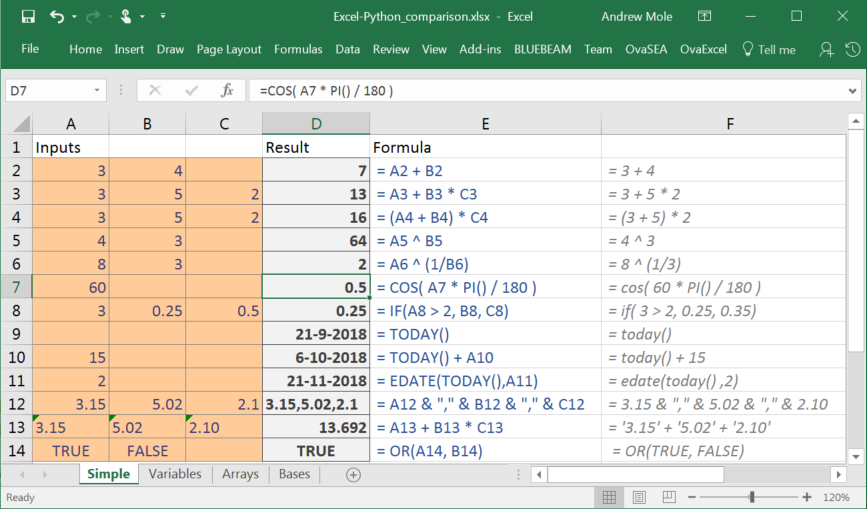 Excel-Python_comparison.xlsx - Excel Andrew Mole
File Home Insert Draw Page Layout Formulas Data Review View Add-ins BLUEBEAM Team OvaSEA OvaExcel Tell me
D7 fx =COS( A7 * PI() / 180 )
A B C D E F
1 Inputs Result Formula
2 3 4 7 = A2 + B2 = 3 + 4
3 3 5 2 13 = A3 + B3 * C3 = 3 + 5 * 2
4 3 5 2 16 = (A4 + B4) * C4 = (3 + 5) * 2
5 4 3 64 = A5 ^ B5 = 4 ^ 3
6 8 3 2 = A6 ^ (1/B6) = 8 ^ (1/3)
7 60 0.5 = COS( A7 * PI() / 180 ) = cos( 60 * PI() / 180 )
8 3 0.25 0.5 0.25 = IF(A8 > 2, B8, C8) = if( 3 > 2, 0.25, 0.35)
9 21-9-2018 = TODAY() = today()
10 15 6-10-2018 = TODAY() + A10 = today() + 15
11 2 21-11-2018 = EDATE(TODAY(),A11) = edate(today() ,2)
12 3.15 5.02 2.1 3.15,5.02,2.1 = A12 & "," & B12 & "," & C12 = 3.15 & "," & 5.02 & "," & 2.10
13 3.15 5.02 2.10 13.692 = A13 + B13 * C13 = '3.15' + '5.02' + '2.10'
14 TRUE FALSE TRUE = OR(A14, B14) = OR(TRUE, FALSE)
Simple Variables Arrays Bases
Ready 120%